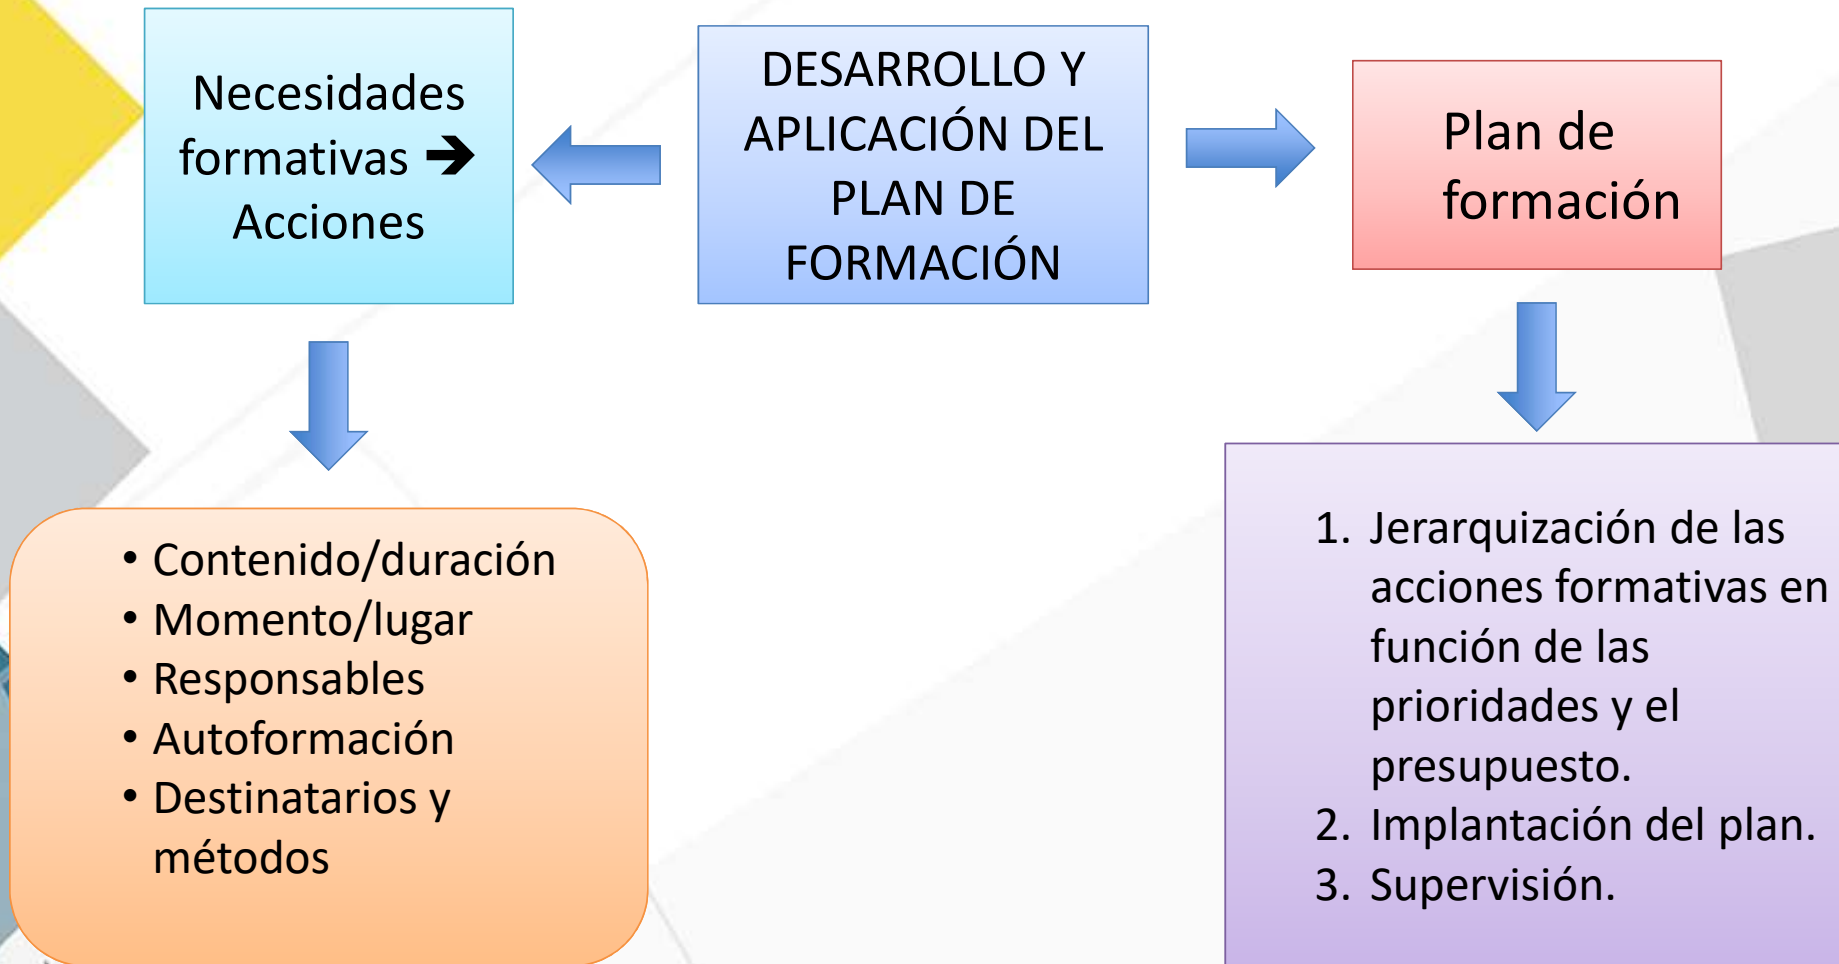 Necesidades
formativas ➔
Acciones
DESARROLLO Y
APLICACIÓN DEL
PLAN DE
FORMACIÓN
Plan de
formación
• Contenido/duración
• Momento/lugar
• Responsables
• Autoformación
• Destinatarios y
métodos
1. Jerarquización de las
acciones formativas en
función de las
prioridades y el
presupuesto.
2. Implantación del plan.
3. Supervisión.